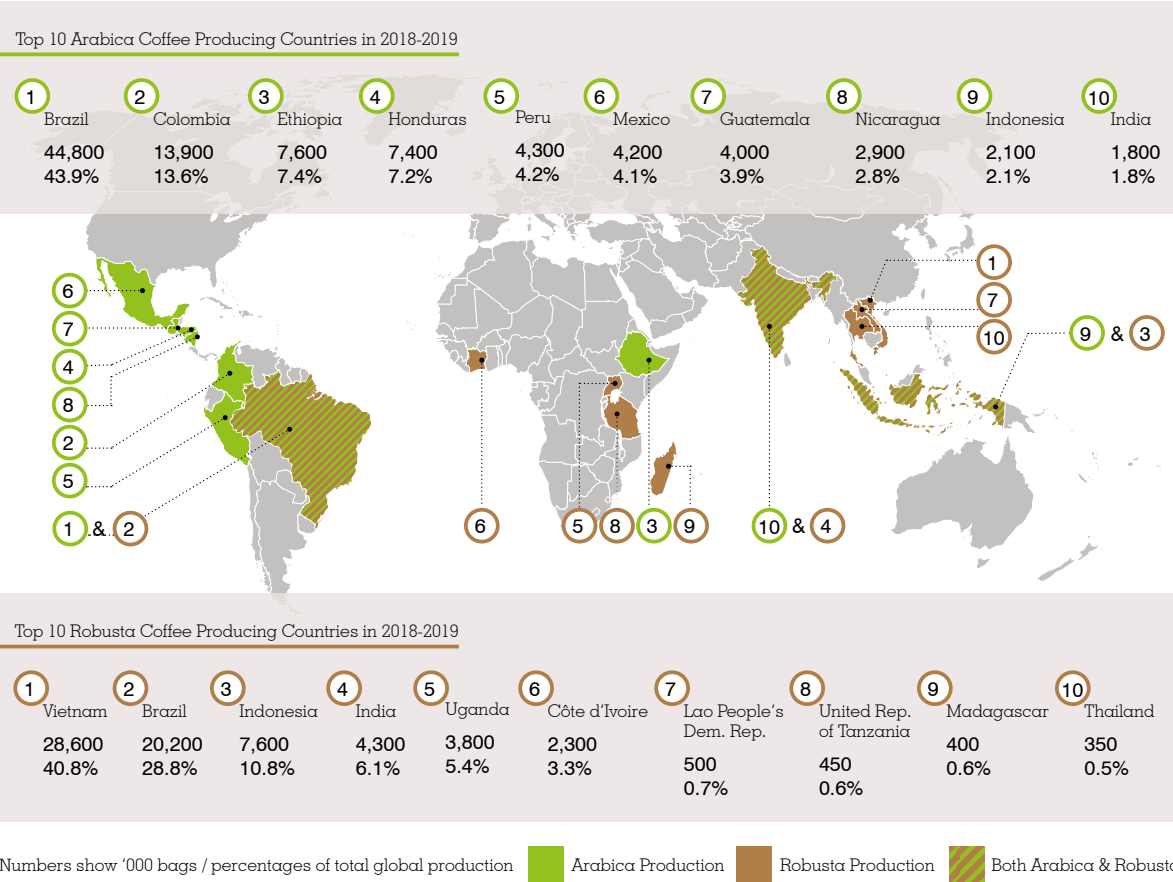 Top 10 Arabica Coffee Producing Countries in 2018-2019
1 2 3 4 5 6 7 8 9 10
Brazil Colombia Ethiopia Honduras Peru Mexico Guatemala Nicaragua Indonesia India
44,800 13,900 7,600 7,400 4,300 4,200 4,000 2,900 2,100 1,800
43.9% 13.6% 7.4% 7.2% 4.2% 4.1% 3.9% 2.8% 2.1% 1.8%
6
7
4
8
2
5
1 & 2
6
5
8
3
9
10 & 4
1
7
10
9 & 3
Top 10 Robusta Coffee Producing Countries in 2018-2019
1 2 3 4 5 6 7 8 9 10
Vietnam Brazil Indonesia India Uganda Côte d'Ivoire Lao People's United Rep. Madagascar Thailand
Dem. Rep. of Tanzania
28,600 20,200 7,600 4,300 3,800 2,300 500 450 400 350
40.8% 28.8% 10.8% 6.1% 5.4% 3.3% 0.7% 0.6% 0.6% 0.5%
Numbers show '000 bags / percentages of total global production Arabica Production Robusta Production Both Arabica & Robusta